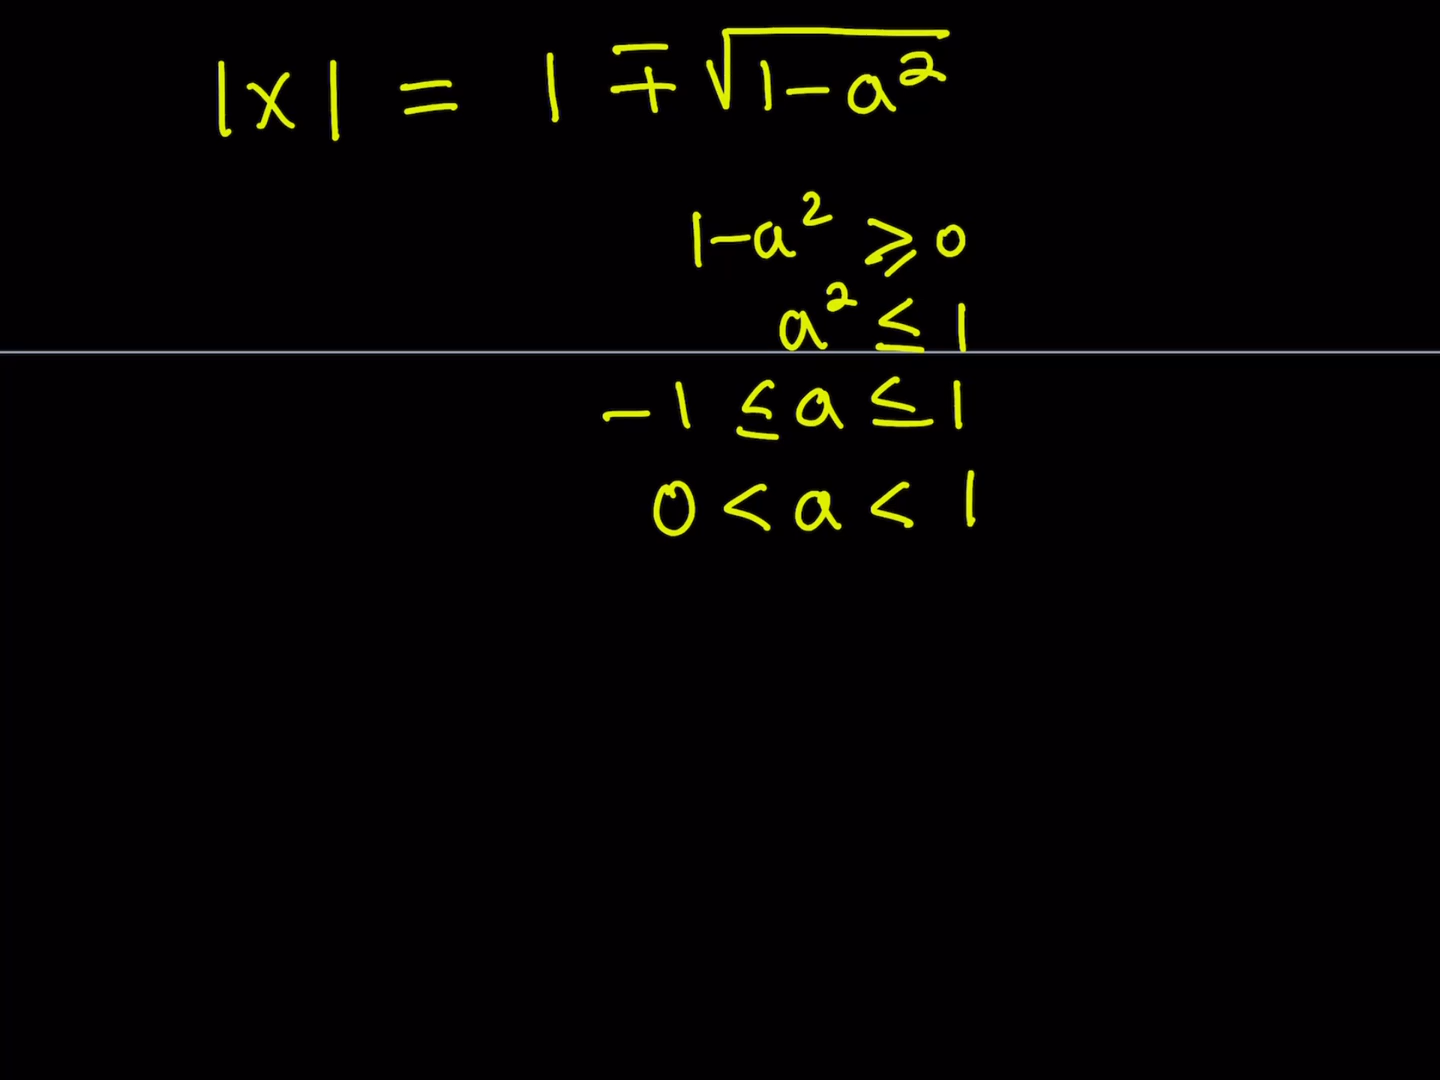 |x| = 1 ∓ √(1-a²)
1-a² ⩾ 0
a² ≤ 1
-1 ≤ a ≤ 1
0 < a < 1